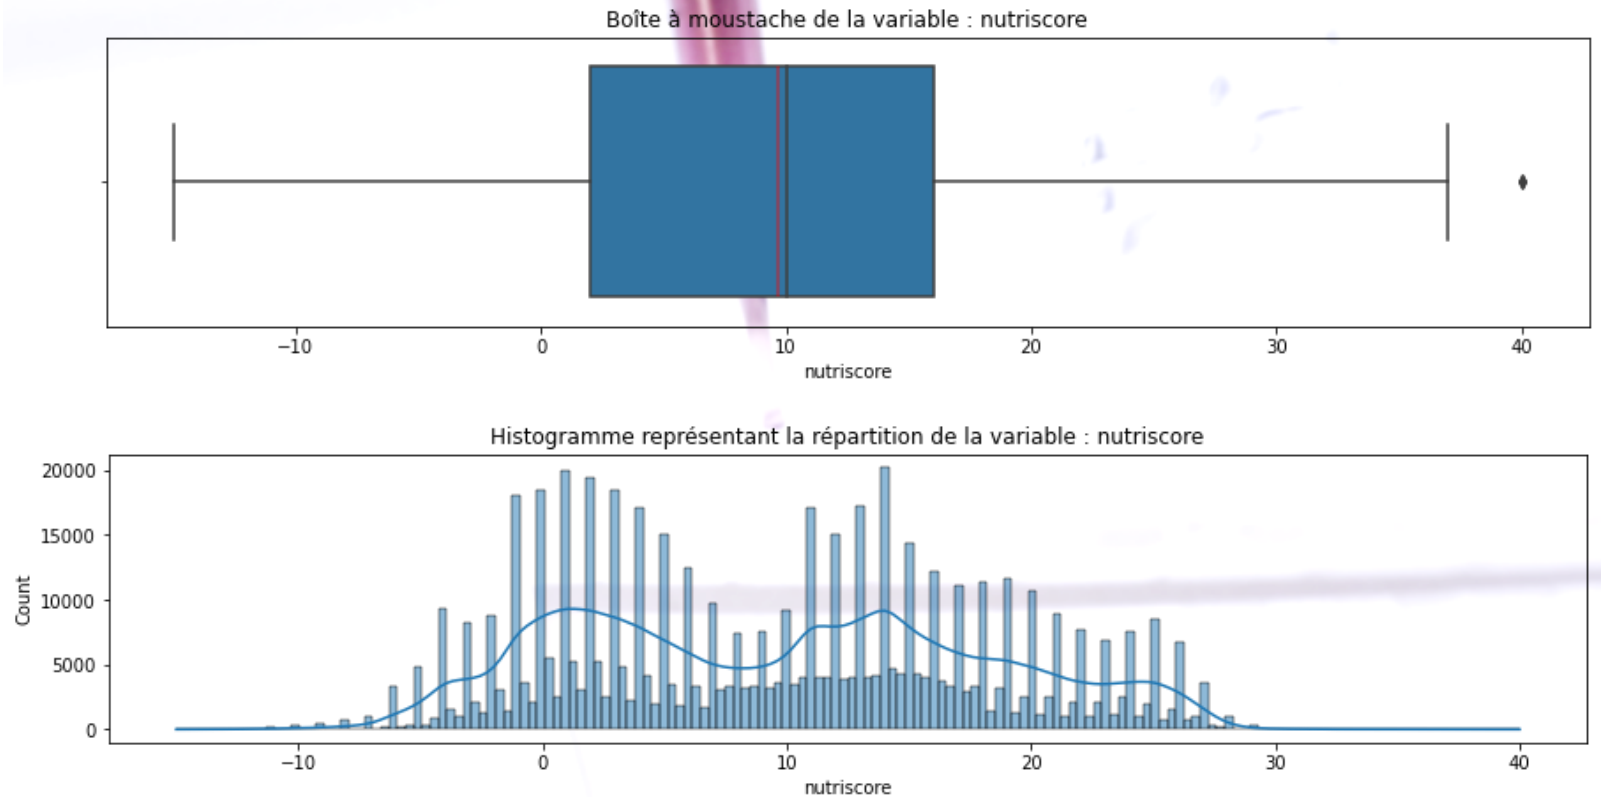 Boîte à moustache de la variable : nutriscore
−10 0 10 20 30 40
nutriscore
Histogramme représentant la répartition de la variable : nutriscore
20000
15000
10000
5000
0
Count
−10 0 10 20 30 40
nutriscore